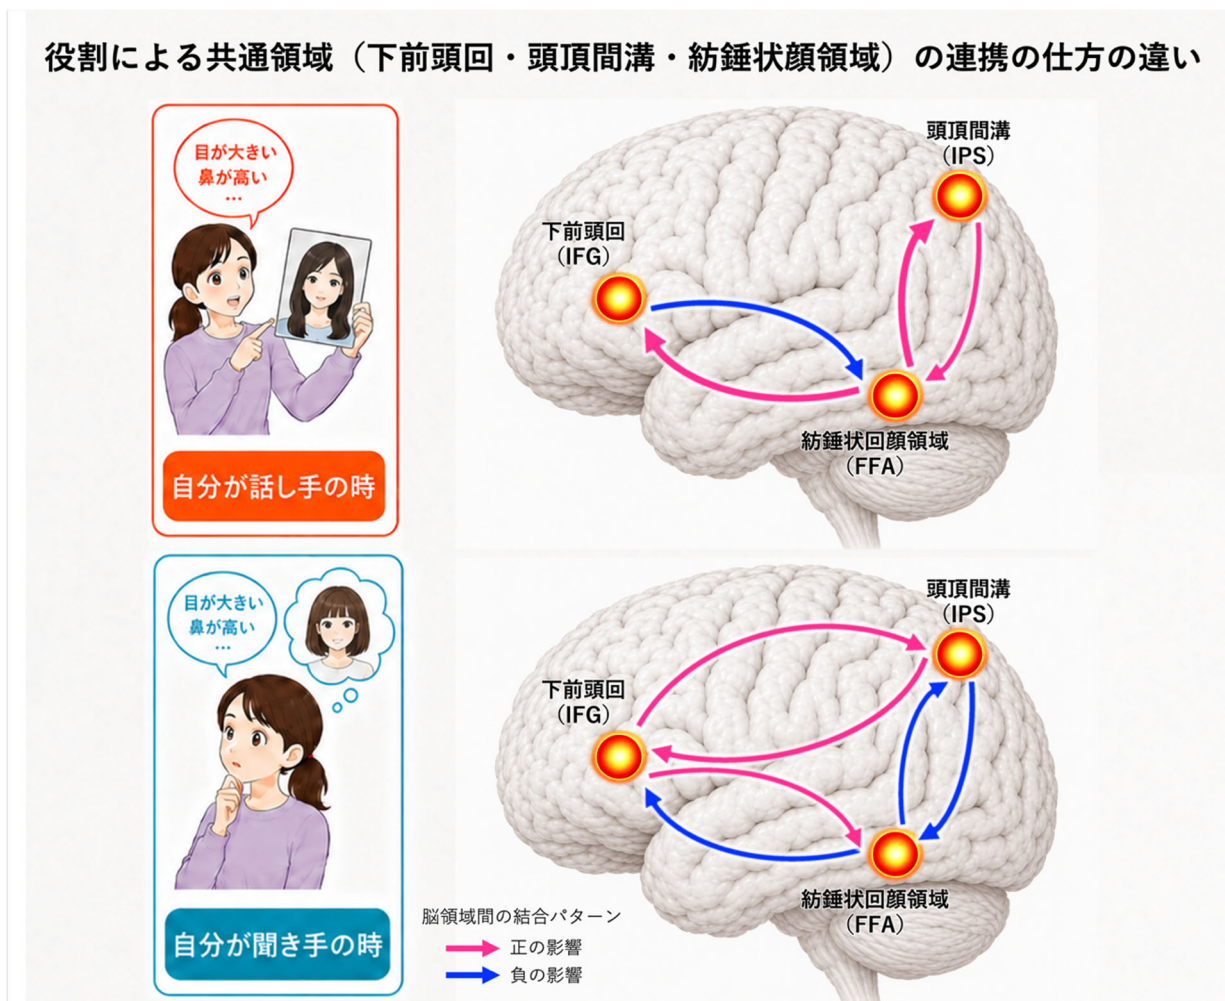 役割による共通領域（下前頭回・頭頂間溝・紡錘状顔領域）の連携の仕方の違い
目が大きい
鼻が高い
…
自分が話し手の時
頭頂間溝
（IPS）
下前頭回
（IFG）
紡錘状回顔領域
（FFA）
目が大きい
鼻が高い
…
自分が聞き手の時
頭頂間溝
（IPS）
下前頭回
（IFG）
紡錘状回顔領域
（FFA）
脳領域間の結合パターン
正の影響
負の影響